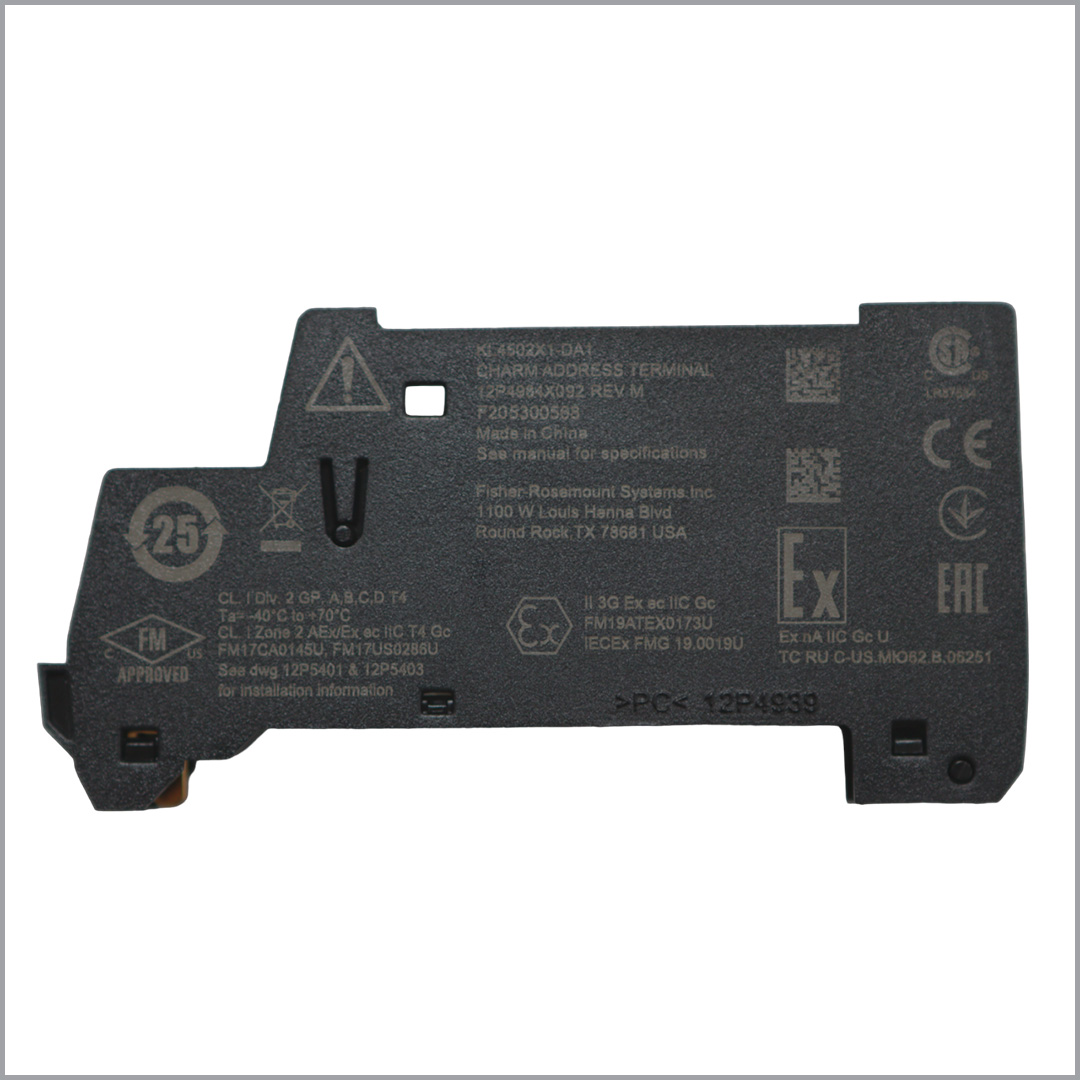 KL4502X1-DA1
CHARM ADDRESS TERMINAL
12P4984X092 REV M
F205300598
Made in China
See manual for specifications
Fisher-Rosemount Systems Inc.
1100 W Louis Henna Blvd
Round Rock, TX 78681 USA
25
CL. I Div. 2 GP. A,B,C,D T4
Ta= -40°C to +70°C
CL. I Zone 2 AEx/Ex ec IIC T4 Gc
FM17CA0145U, FM17US0286U
See dwg 12P5401 & 12P5403
for installation information
C FM US
APPROVED
Ex
II 3G Ex ec IIC Gc
FM19ATEX0173U
IECEx FMG 19.0019U
C US
CE
EAC
Ex
Ex nA IIC Gc U
TC RU C-US.MIO62.B.05251
>PC< 12P4939